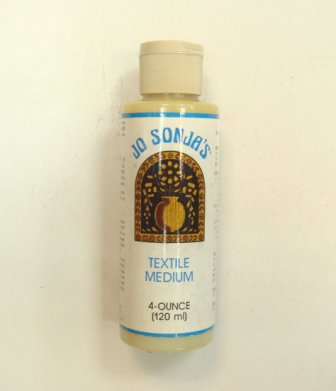 JO SONJA'S
TEXTILE
MEDIUM
4-OUNCE
(120 ml)